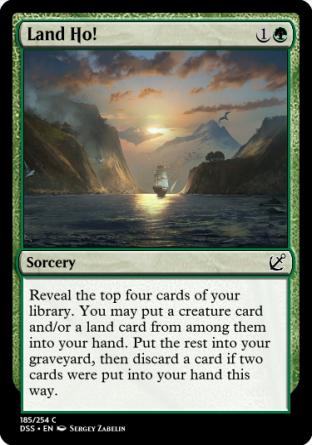 Land Ho! 1
Sorcery
Reveal the top four cards of your
library. You may put a creature card
and/or a land card from among them
into your hand. Put the rest into your
graveyard, then discard a card if two
cards were put into your hand this
way.
185/254 C
DSS • EN Sergey Zabelin